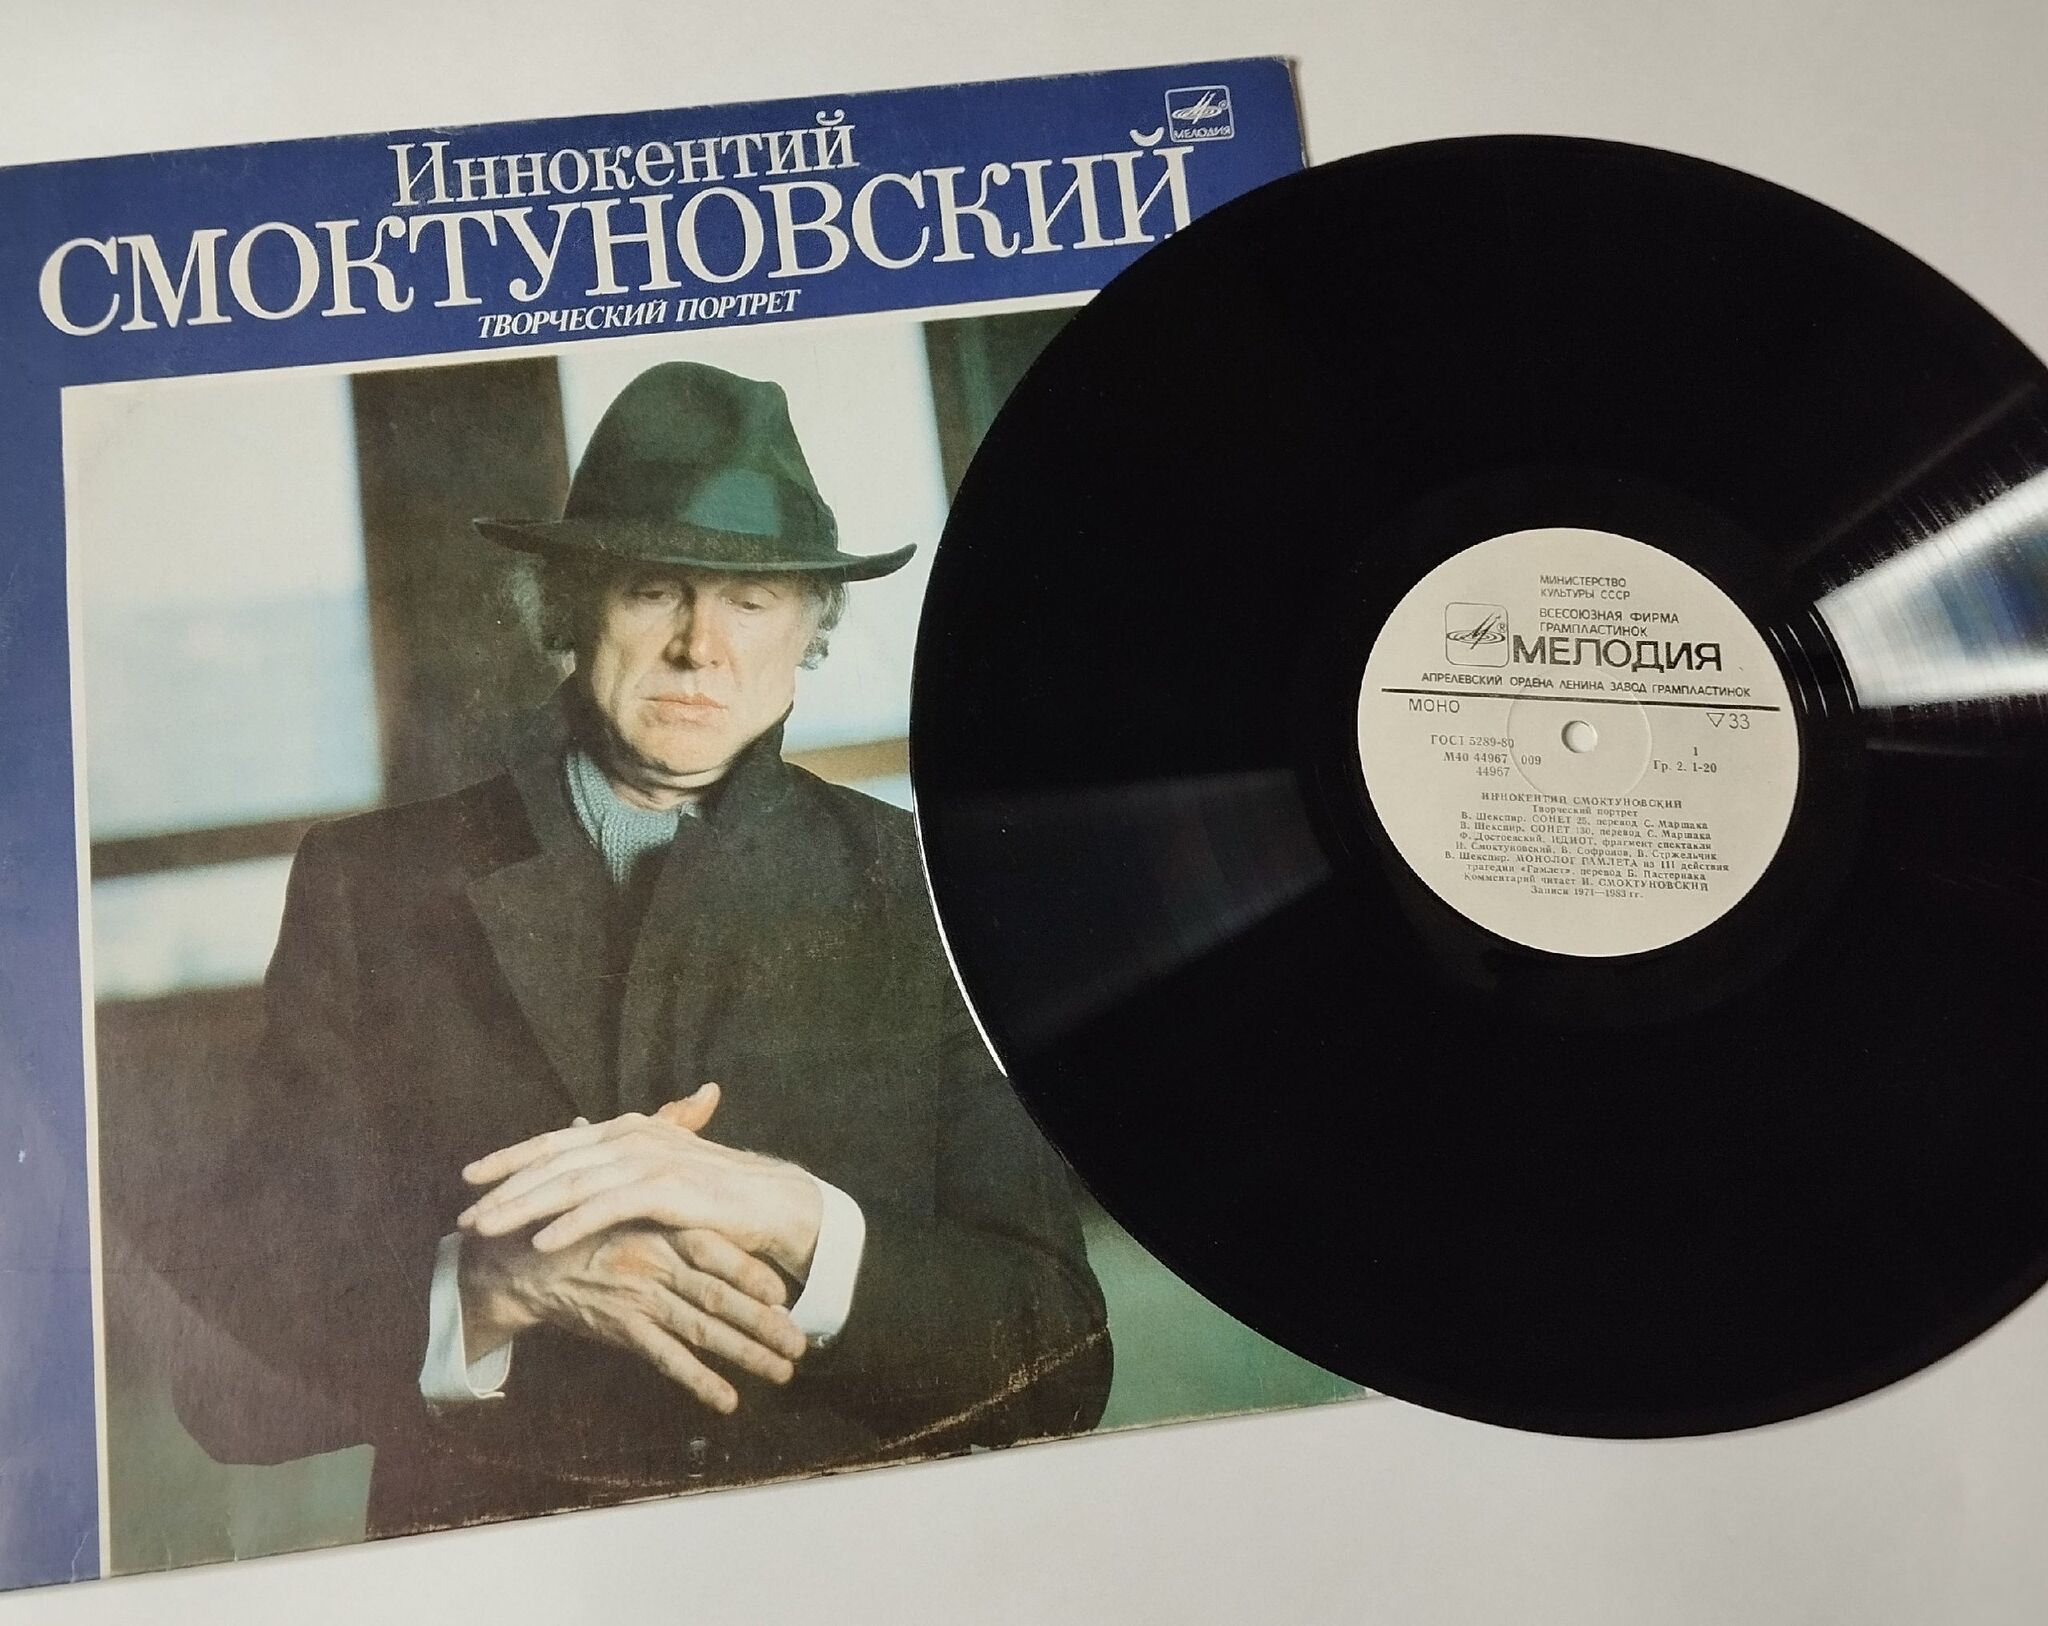 Иннокентий
СМОКТУНОВСКИЙ
ТВОРЧЕСКИЙ ПОРТРЕТ
МЕЛОДИЯ
МИНИСТЕРСТВО
КУЛЬТУРЫ СССР
ВСЕСОЮЗНАЯ ФИРМА
ГРАМПЛАСТИНОК
МЕЛОДИЯ
АПРЕЛЕВСКИЙ ОРДЕНА ЛЕНИНА ЗАВОД ГРАМПЛАСТИНОК
МОНО
▽33
ГОСТ 5289-80
М40 44967 009
44967
1
Гр. 2. 1-20
ИННОКЕНТИЙ СМОКТУНОВСКИЙ
Творческий портрет
В. Шекспир. СОНЕТ 25, перевод С. Маршака
В. Шекспир. СОНЕТ 130, перевод С. Маршака
Ф. Достоевский. ИДИОТ, фрагмент спектакля
И. Смоктуновский, В. Софронов, В. Стржельчик
В. Шекспир. МОНОЛОГ ГАМЛЕТА из III действия
трагедии «Гамлет», перевод Б. Пастернака
Комментарий читает И. СМОКТУНОВСКИЙ
Записи 1971—1983 гг.